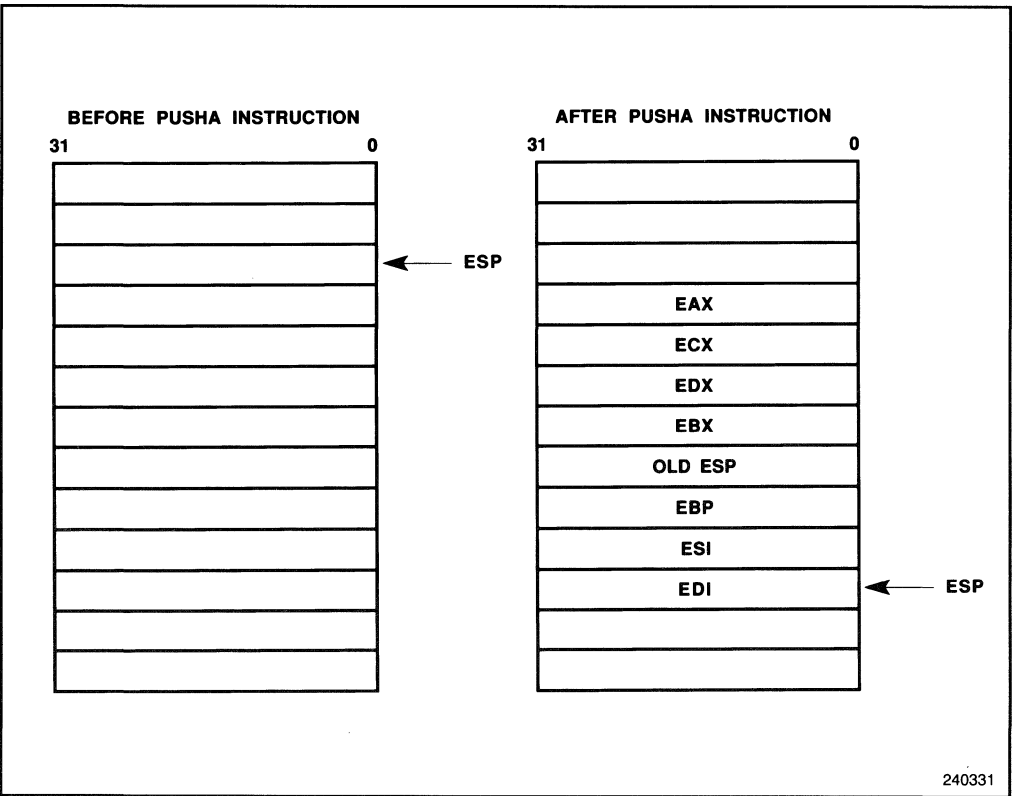 BEFORE PUSHA INSTRUCTION
31 0
ESP
AFTER PUSHA INSTRUCTION
31 0
EAX
ECX
EDX
EBX
OLD ESP
EBP
ESI
EDI
ESP
240331